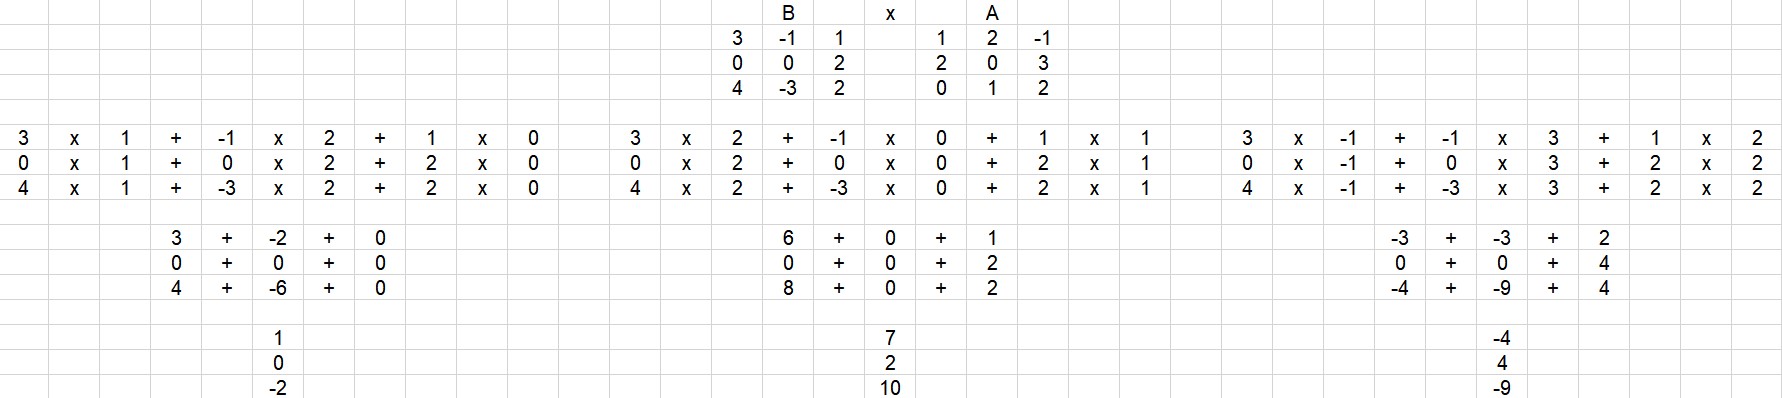 B x A
3 -1 1 1 2 -1
0 0 2 2 0 3
4 -3 2 0 1 2
3 x 1 + -1 x 2 + 1 x 0 3 x 2 + -1 x 0 + 1 x 1 3 x -1 + -1 x 3 + 1 x 2
0 x 1 + 0 x 2 + 2 x 0 0 x 2 + 0 x 0 + 2 x 1 0 x -1 + 0 x 3 + 2 x 2
4 x 1 + -3 x 2 + 2 x 0 4 x 2 + -3 x 0 + 2 x 1 4 x -1 + -3 x 3 + 2 x 2
3 + -2 + 0 6 + 0 + 1 -3 + -3 + 2
0 + 0 + 0 0 + 0 + 2 0 + 0 + 4
4 + -6 + 0 8 + 0 + 2 -4 + -9 + 4
1 7 -4
0 2 4
-2 10 -9